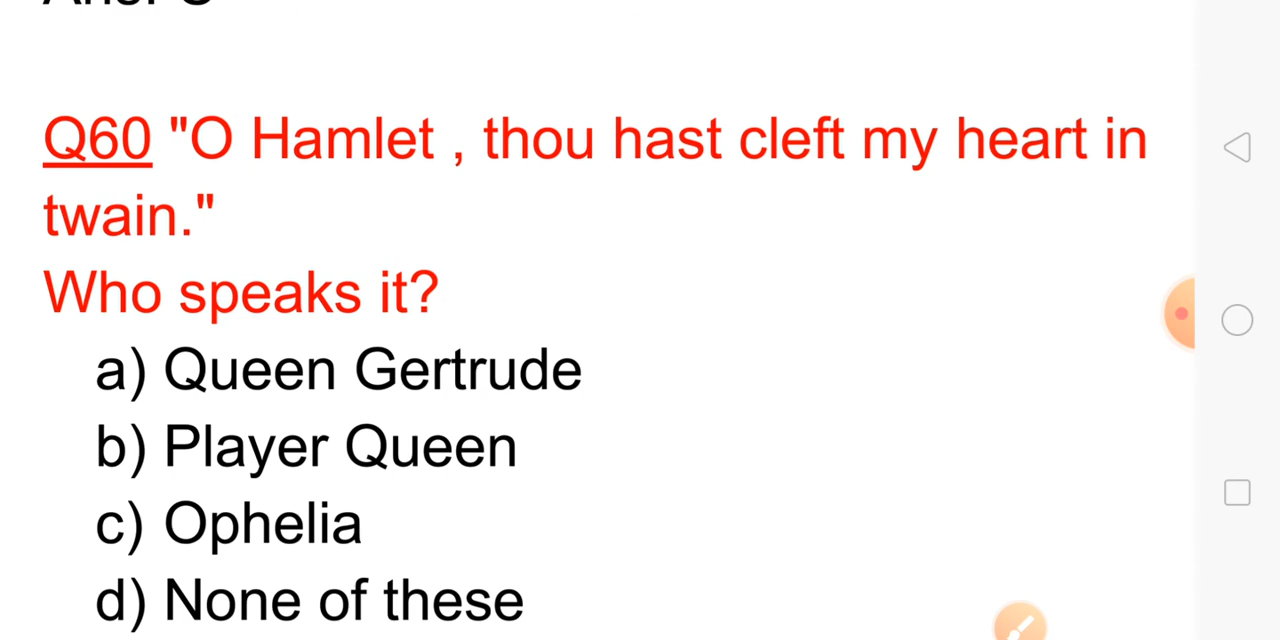 Q60 "O Hamlet , thou hast cleft my heart in
twain."
Who speaks it?
a) Queen Gertrude
b) Player Queen
c) Ophelia
d) None of these